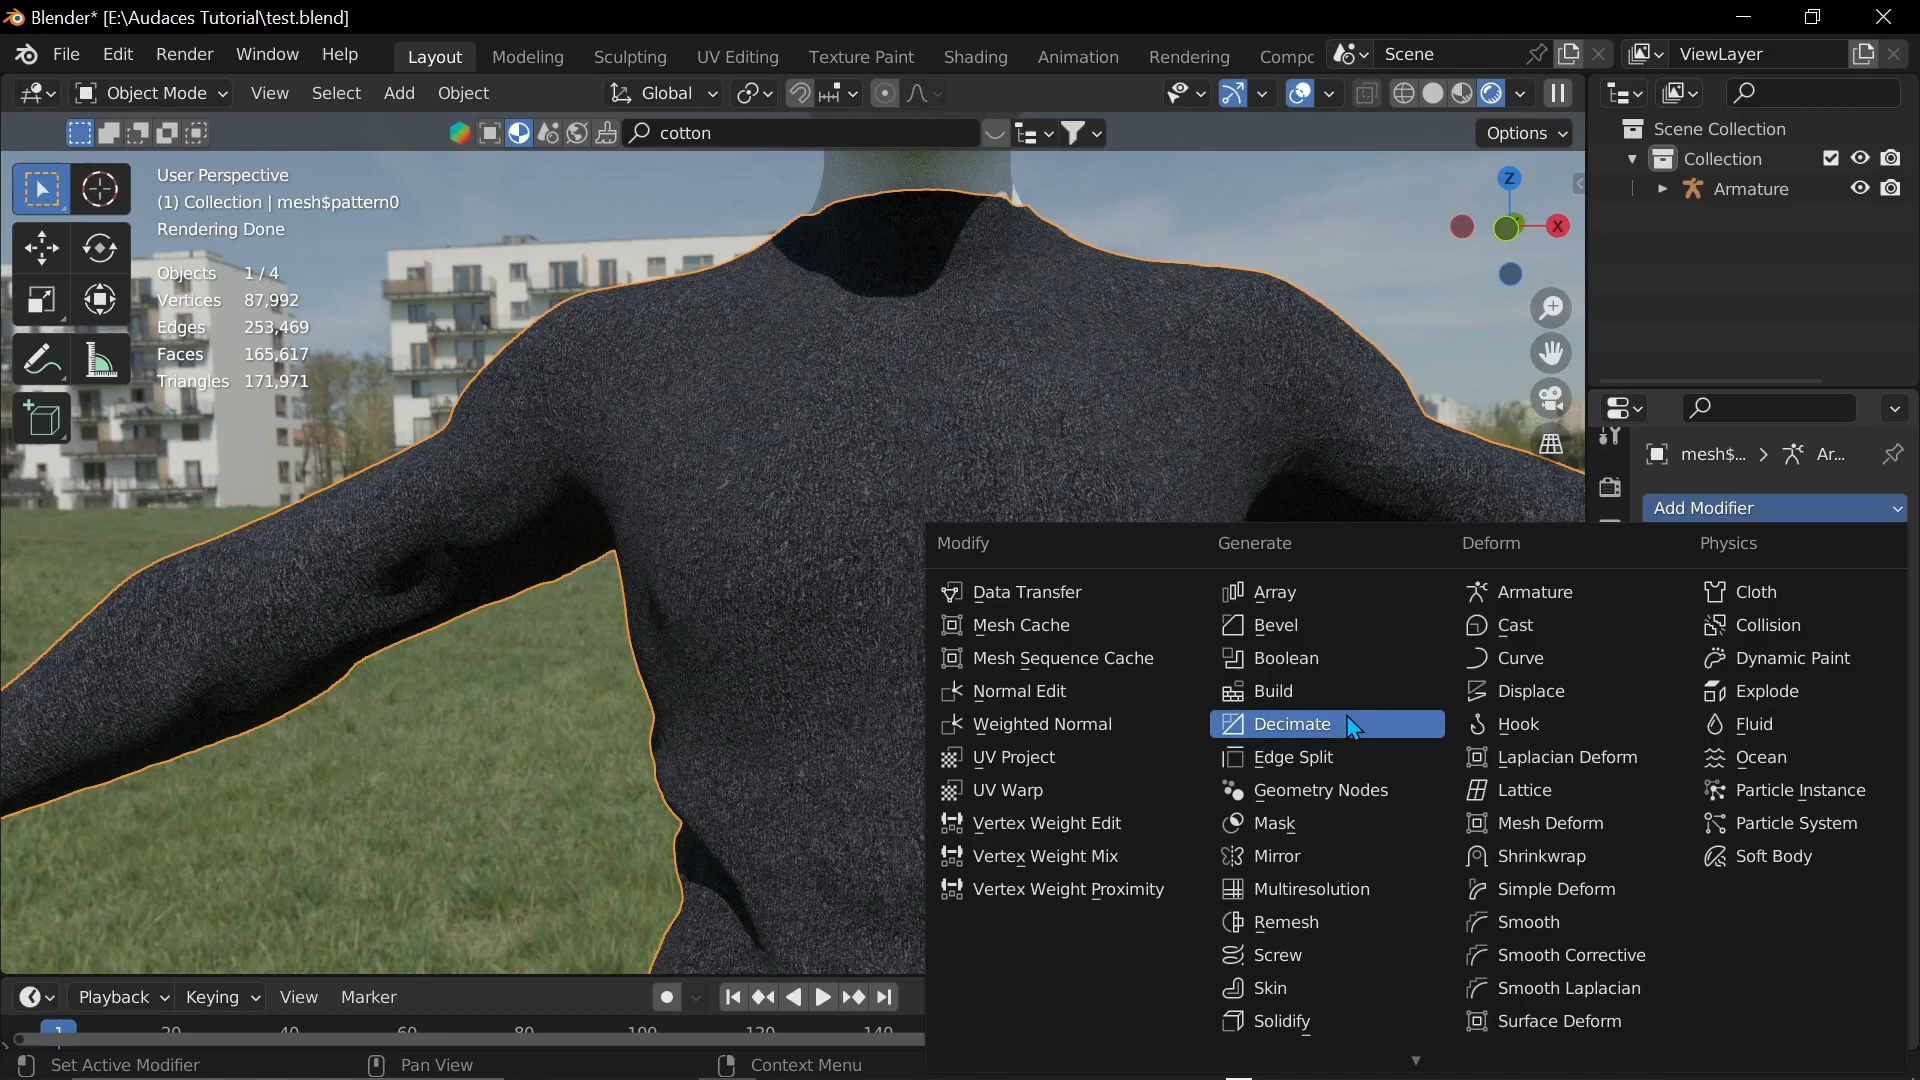 Blender* [E:\Audaces Tutorial\test.blend]
File Edit Render Window Help Layout Modeling Sculpting UV Editing Texture Paint Shading Animation Rendering Scene ViewLayer
Object Mode View Select Add Object Global
cotton Options
User Perspective
(1) Collection | mesh$pattern0
Rendering Done
Objects 1 / 4
Vertices 87,992
Edges 253,469
Faces 165,617
Triangles 171,971
Z
X
Scene Collection
Collection
Armature
mesh$... Ar...
Add Modifier
Modify Generate Deform Physics
Data Transfer Array Armature Cloth
Mesh Cache Bevel Cast Collision
Mesh Sequence Cache Boolean Curve Dynamic Paint
Normal Edit Build Displace Explode
Weighted Normal Decimate Hook Fluid
UV Project Edge Split Laplacian Deform Ocean
UV Warp Geometry Nodes Lattice Particle Instance
Vertex Weight Edit Mask Mesh Deform Particle System
Vertex Weight Mix Mirror Shrinkwrap Soft Body
Vertex Weight Proximity Multiresolution Simple Deform
Remesh Smooth
Screw Smooth Corrective
Skin Smooth Laplacian
Solidify Surface Deform
Playback Keying View Marker
1 20 40 60 80 100 120 140
Set Active Modifier Pan View Context Menu